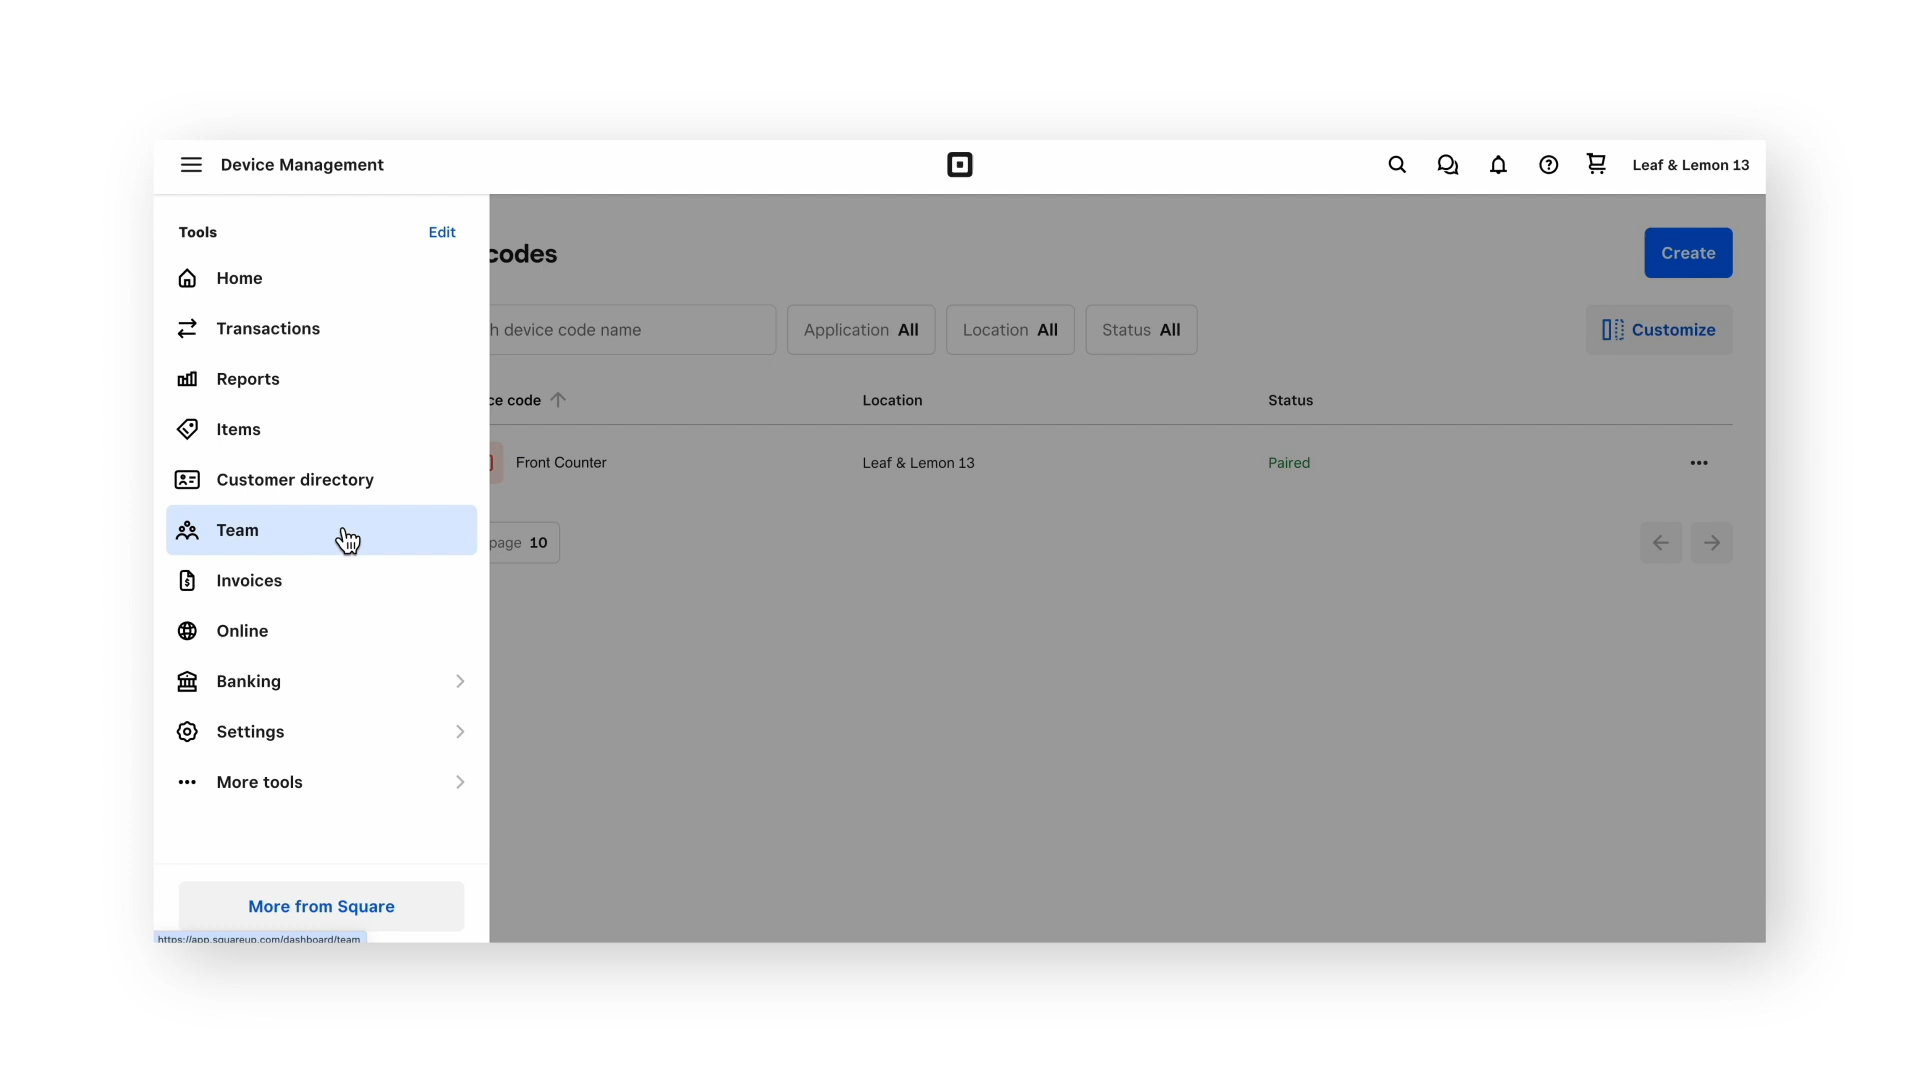 Device Management
Leaf & Lemon 13
Tools
Edit
Home
Transactions
Reports
Items
Customer directory
Team
Invoices
Online
Banking
Settings
More tools
More from Square
https://app.squareup.com/dashboard/team
codes
Create
h device code name
Application All
Location All
Status All
Customize
ce code
Location
Status
Front Counter
Leaf & Lemon 13
Paired
page 10